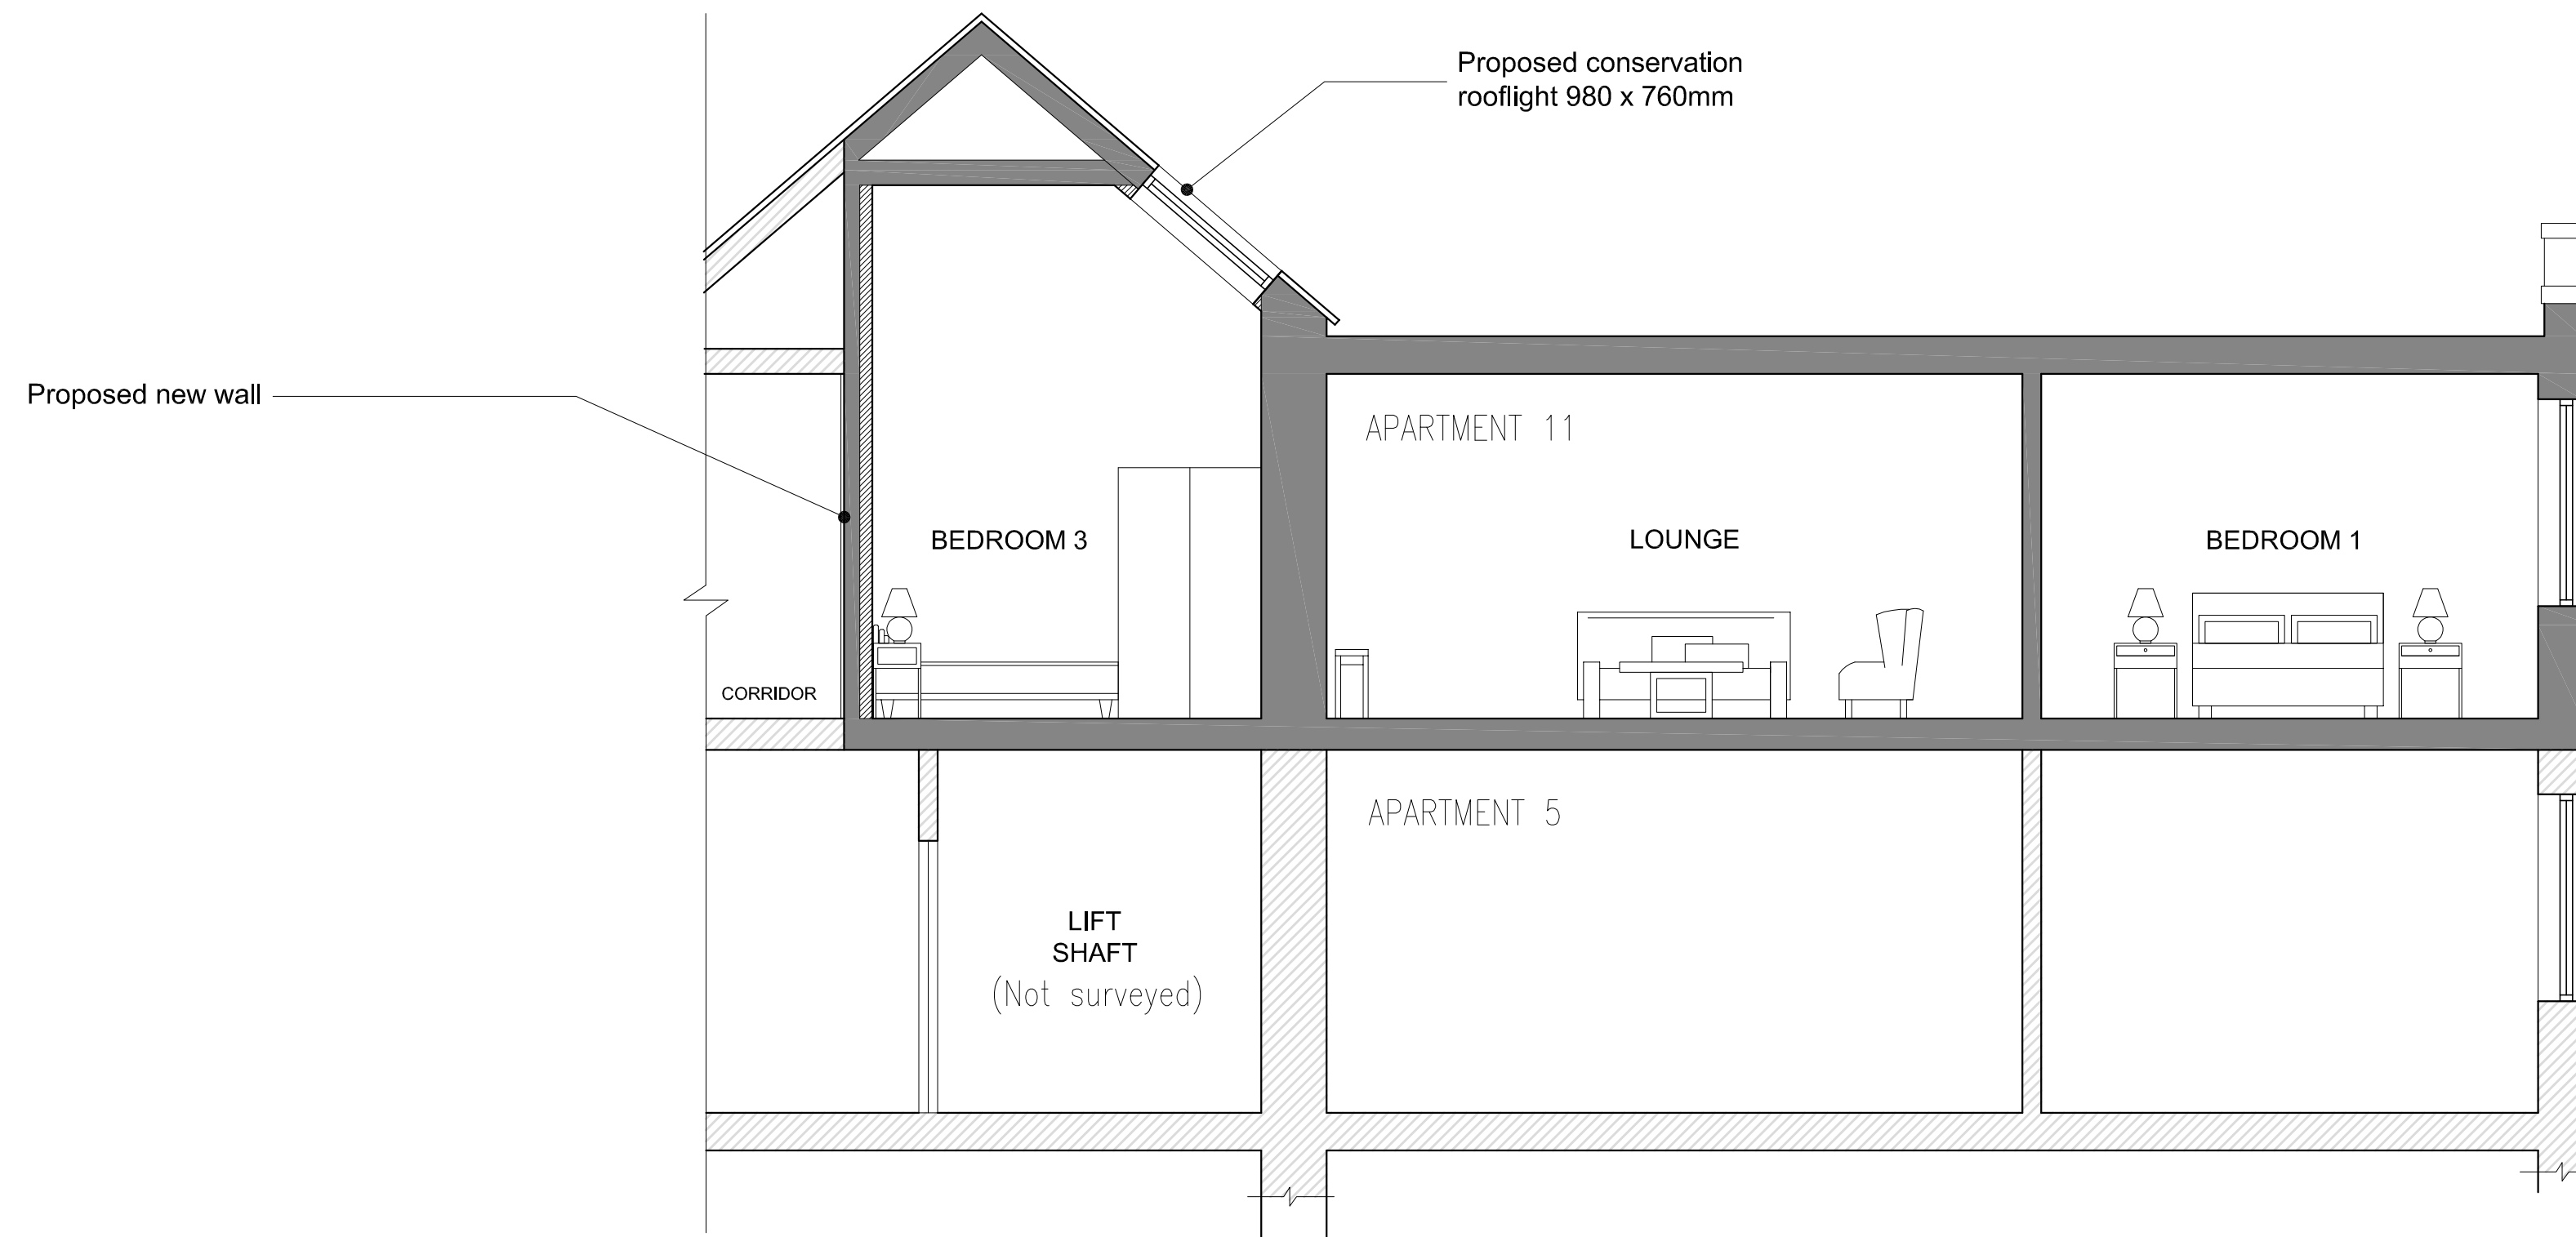 Proposed conservation
rooflight 980 x 760mm
Proposed new wall
APARTMENT 11
BEDROOM 3
LOUNGE
BEDROOM 1
CORRIDOR
APARTMENT 5
LIFT
SHAFT
(Not surveyed)